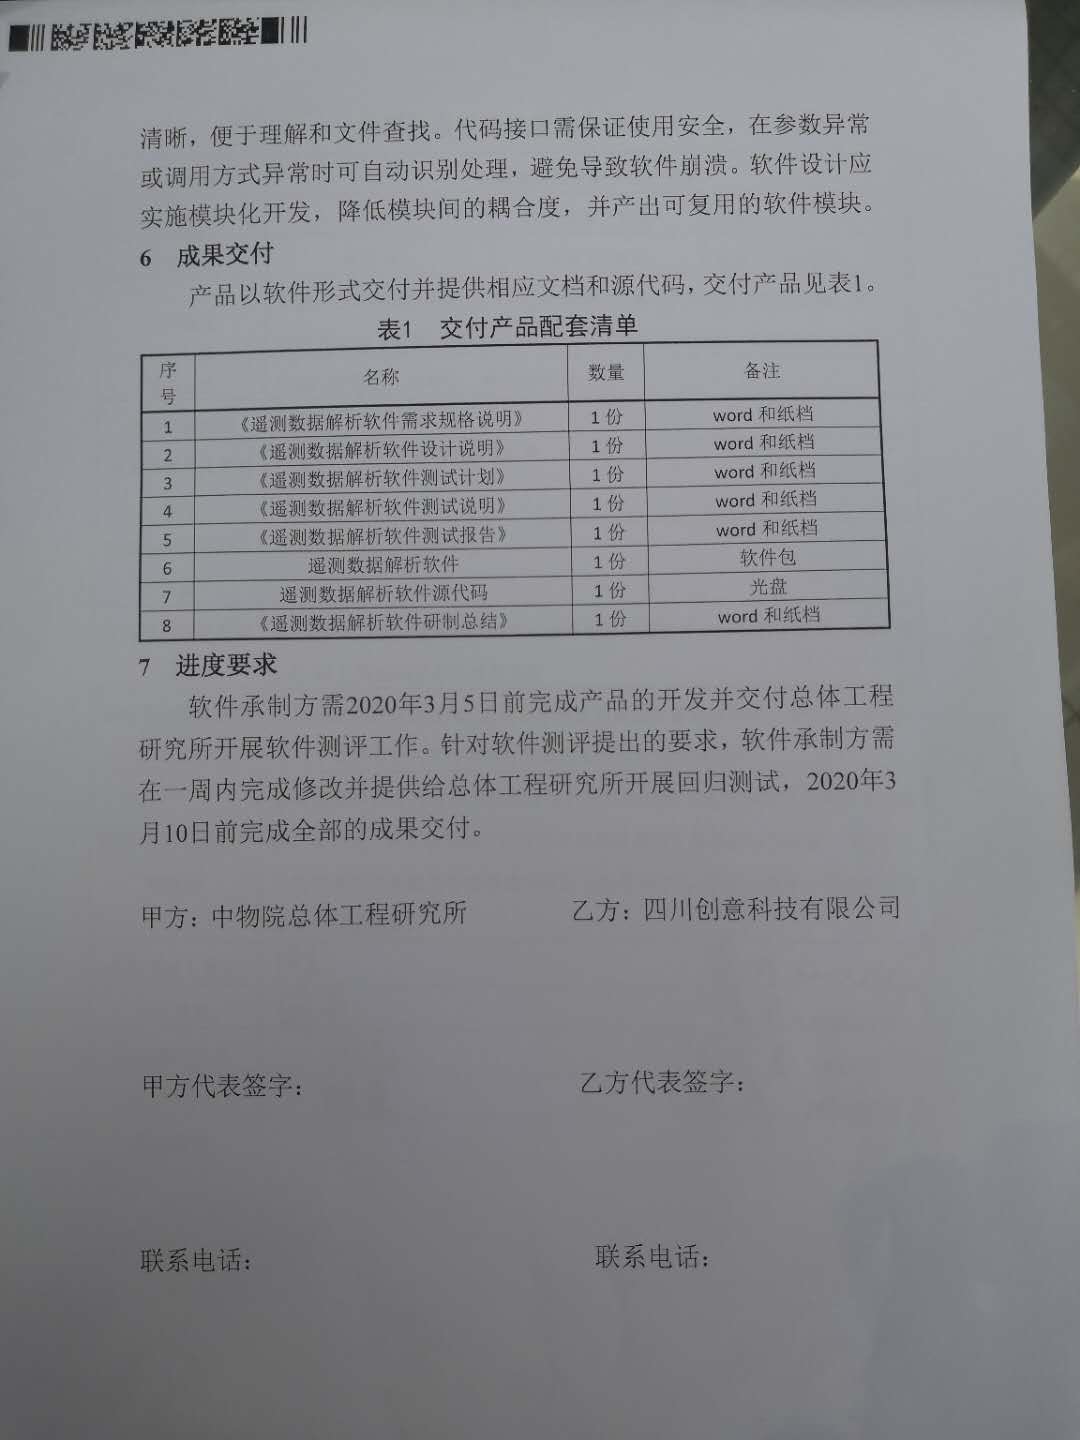 清晰，便于理解和文件查找。代码接口需保证使用安全，在参数异常
或调用方式异常时可自动识别处理，避免导致软件崩溃。软件设计应
实施模块化开发，降低模块间的耦合度，并产出可复用的软件模块。
6 成果交付
产品以软件形式交付并提供相应文档和源代码，交付产品见表1。
表1 交付产品配套清单
序号 名称 数量 备注
1 《遥测数据解析软件需求规格说明》 1 份 word 和纸档
2 《遥测数据解析软件设计说明》 1 份 word 和纸档
3 《遥测数据解析软件测试计划》 1 份 word 和纸档
4 《遥测数据解析软件测试说明》 1 份 word 和纸档
5 《遥测数据解析软件测试报告》 1 份 word 和纸档
6 遥测数据解析软件 1 份 软件包
7 遥测数据解析软件源代码 1 份 光盘
8 《遥测数据解析软件研制总结》 1 份 word 和纸档
7 进度要求
软件承制方需2020年3月5日前完成产品的开发并交付总体工程
研究所开展软件测评工作。针对软件测评提出的要求，软件承制方需
在一周内完成修改并提供给总体工程研究所开展回归测试，2020年3
月10日前完成全部的成果交付。
甲方：中物院总体工程研究所 乙方：四川创意科技有限公司
甲方代表签字： 乙方代表签字：
联系电话： 联系电话：